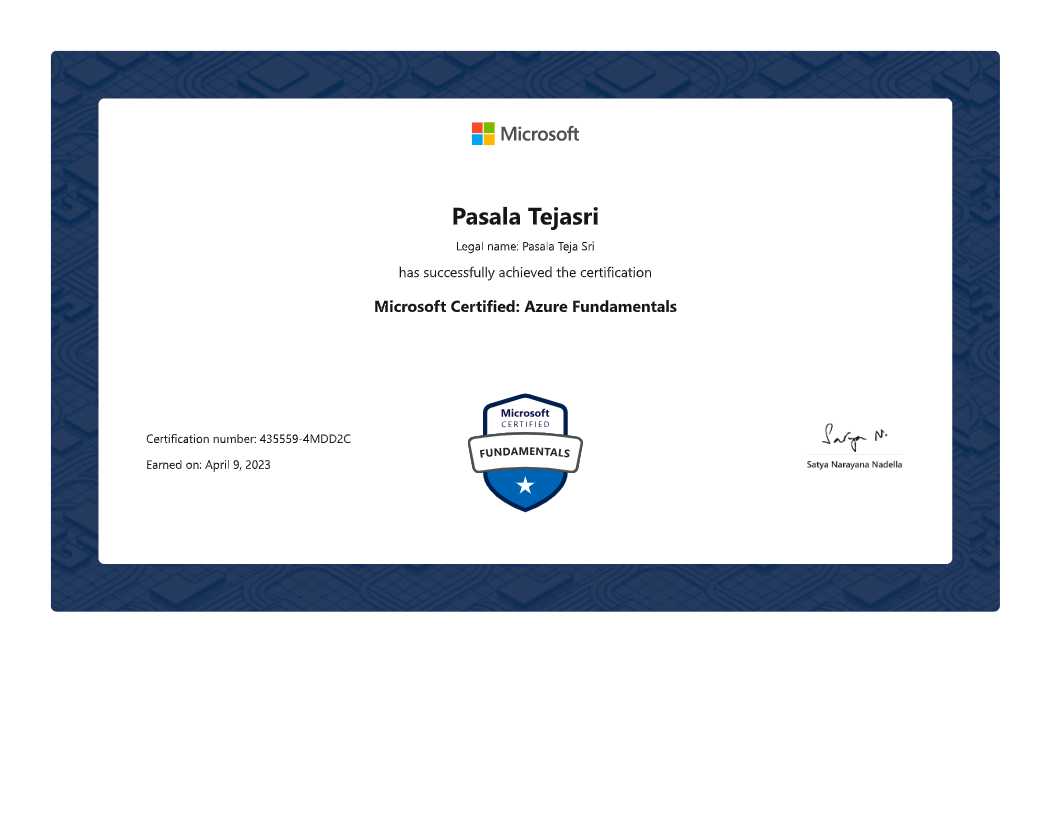 Microsoft
Pasala Tejasri
Legal name: Pasala Teja Sri
has successfully achieved the certification
Microsoft Certified: Azure Fundamentals
Microsoft
CERTIFIED
FUNDAMENTALS
Certification number: 435559-4MDD2C
Earned on: April 9, 2023
Satya N.
Satya Narayana Nadella